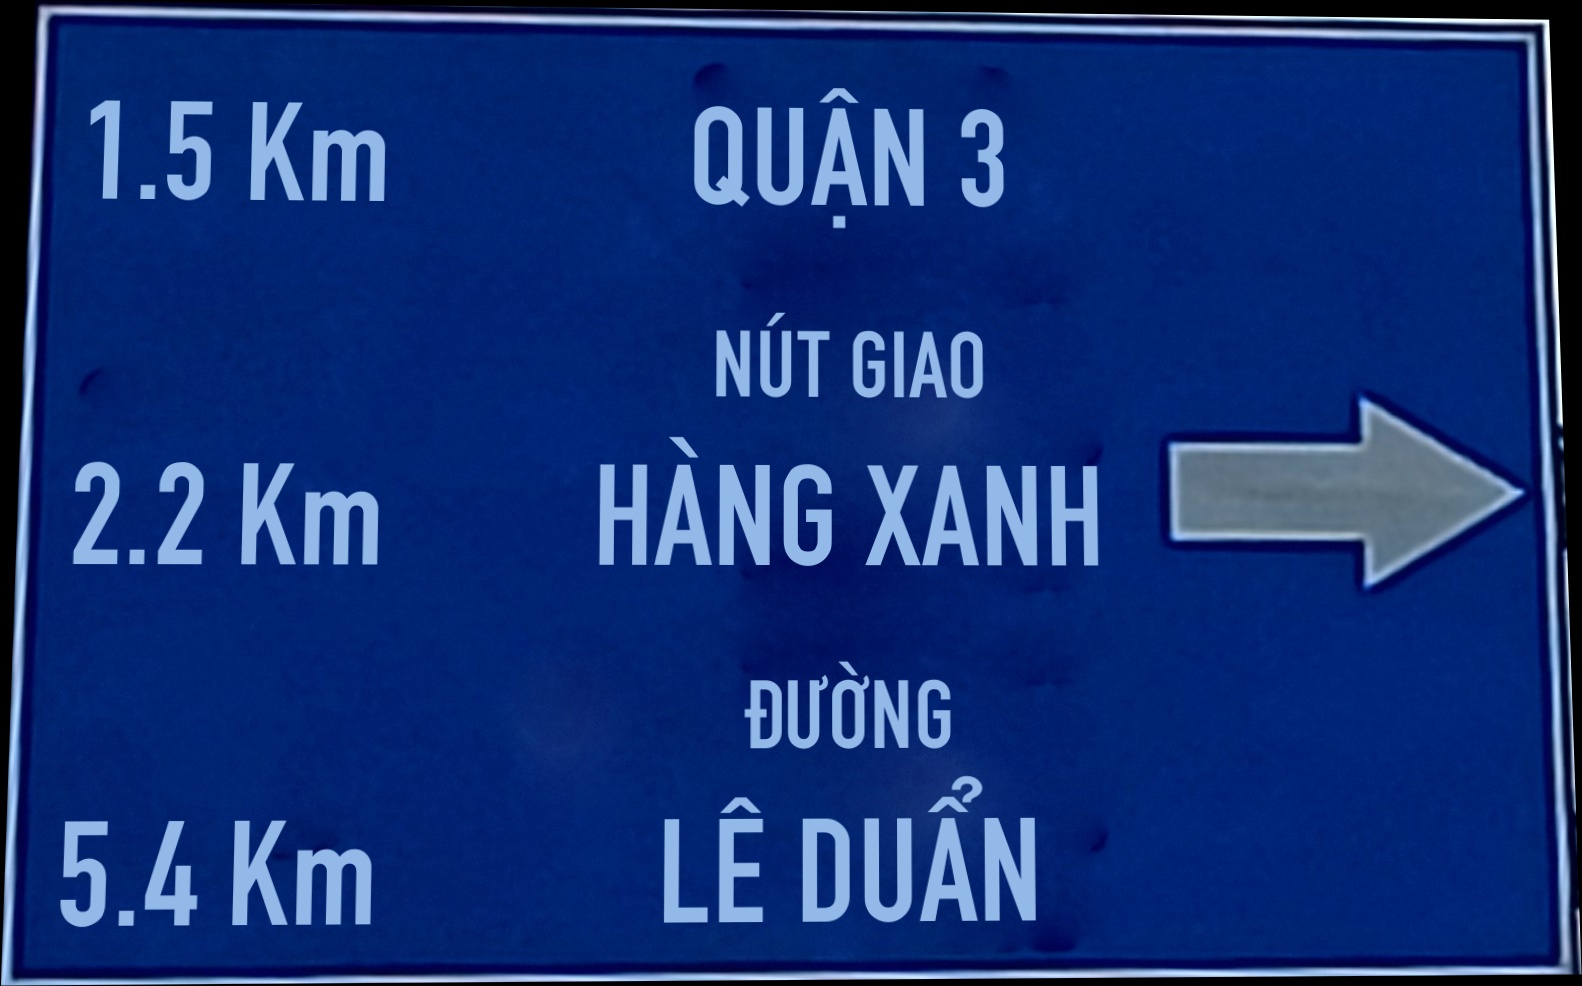 1.5 Km QUẬN 3
NÚT GIAO
2.2 Km HÀNG XANH
ĐƯỜNG
5.4 Km LÊ DUẨN